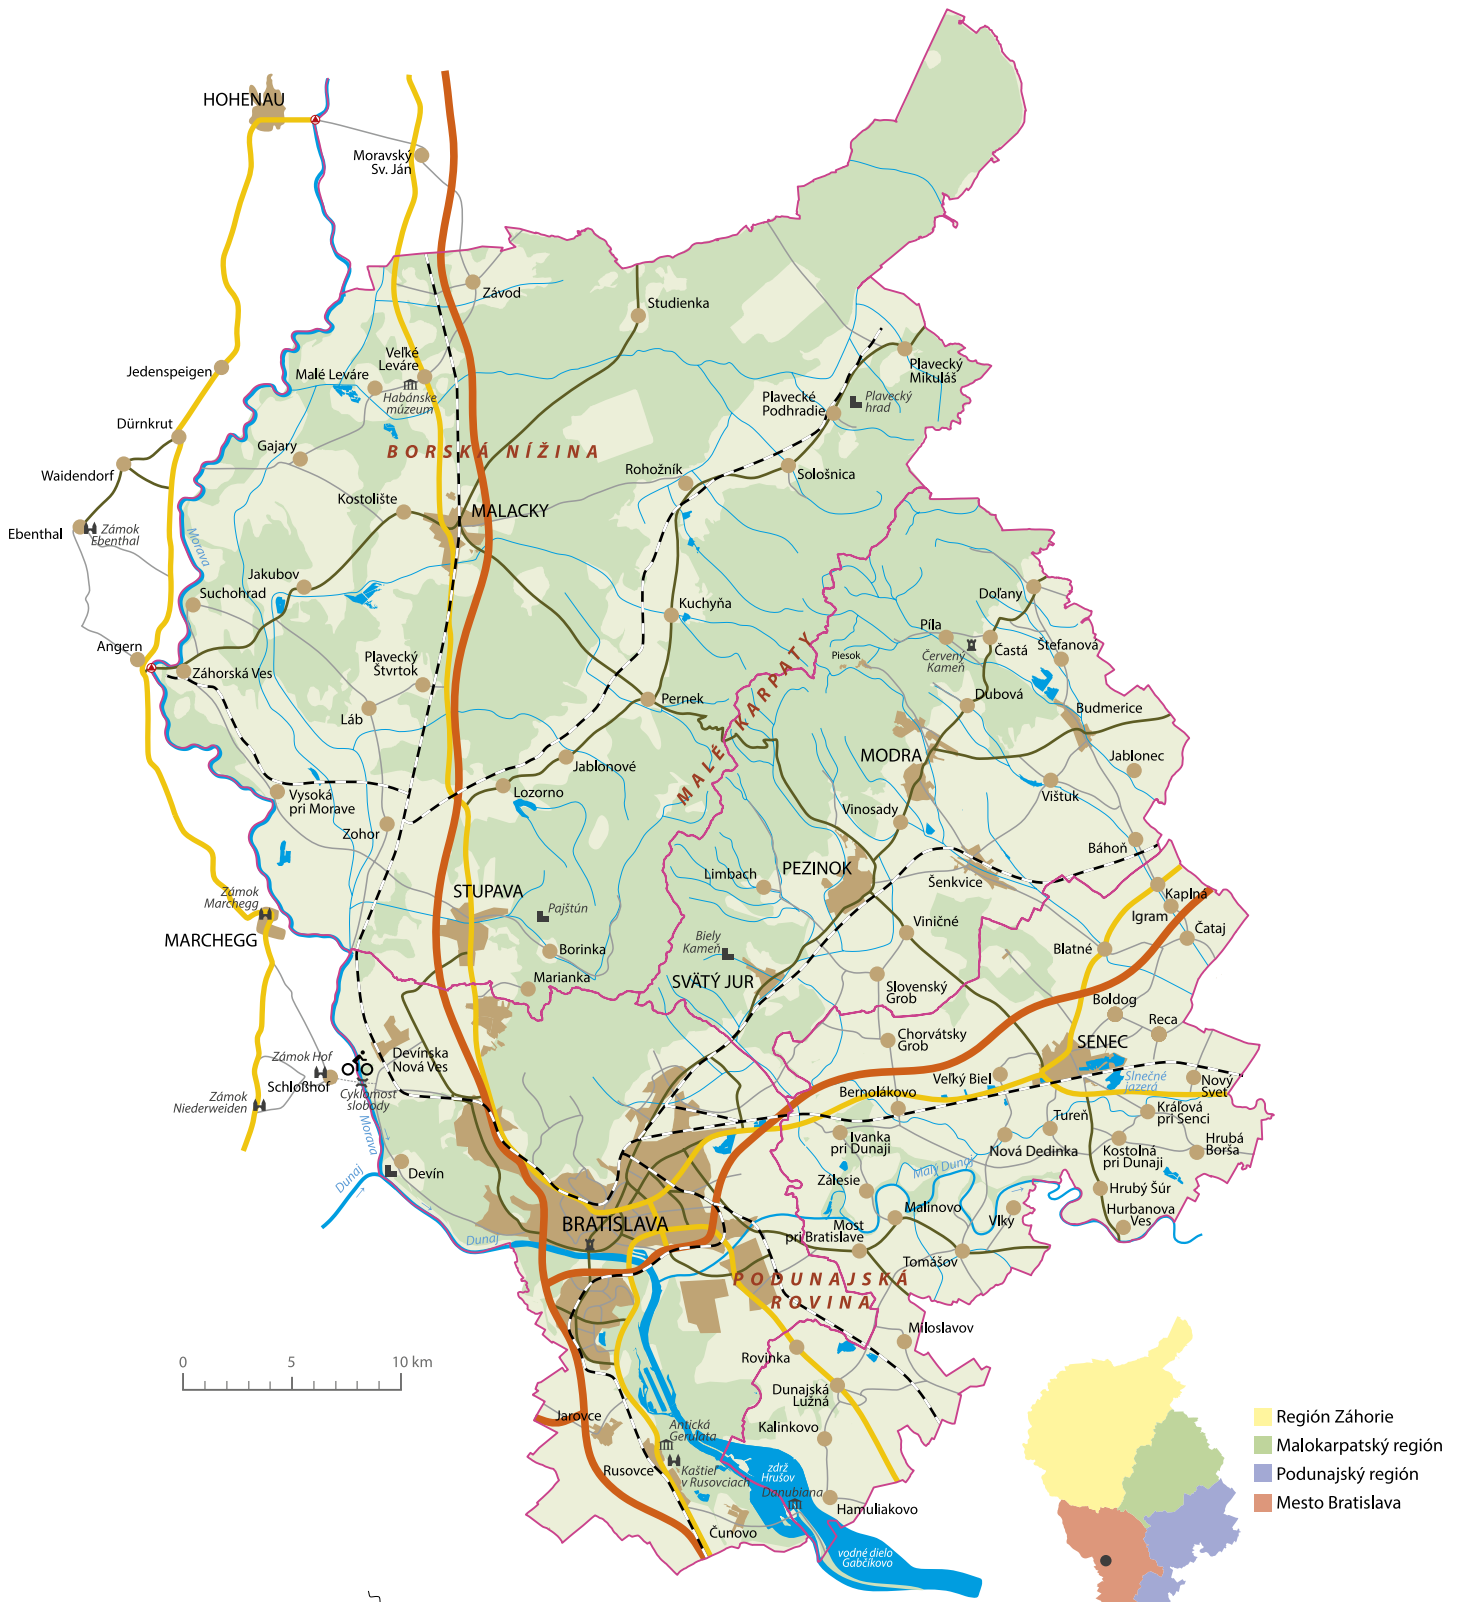 HOHENAU
Moravský
Sv. Ján
Závod
Studienka
Jedenspeigen
Veľké
Leváre
Malé Leváre
Habánske
múzeum
Plavecký
Mikuláš
Plavecké
Podhradie
Plavecký
hrad
Dürnkrut
Waidendorf
Gajary
BORSKÁ NÍŽINA
Rohožník
Sološnica
Kostolište
MALACKY
Ebenthal
Zámok
Ebenthal
Morava
Jakubov
Suchohrad
Kuchyňa
Doľany
Píla
Červený
Kameň
Častá
Štefanová
Angern
Záhorská Ves
Plavecký
Štvrtok
Piesok
MALÉ KARPATY
Pernek
Dubová
Budmerice
Láb
MODRA
Jablonové
Jablonec
Lozorno
Vysoká
pri Morave
Vištuk
Vinosady
Zohor
Báhoň
Limbach
PEZINOK
Šenkvice
STUPAVA
Zámok
Marchegg
Kaplná
Igram
Pajštún
Viničné
Čataj
MARCHEGG
Biely
Kameň
Blatné
Borinka
SVÄTÝ JUR
Marianka
Slovenský
Grob
Boldog
Reca
Chorvátsky
Grob
SENEC
Devínska
Nová Ves
Zámok Hof
Schloßhof
Cyklomost
slobody
Veľký Biel
Slnečné
jazerá
Nový
Svet
Zámok
Niederweiden
Bernolákovo
Kráľová
pri Senci
Tureň
Morava
Ivanka
pri Dunaji
Nová Dedinka
Kostolná
pri Dunaji
Hrubá
Borša
Devín
Dunaj
Malý Dunaj
Zálesie
Hrubý Šúr
Malinovo
Vlky
Hurbanova
Ves
BRATISLAVA
Most
pri Bratislave
Dunaj
Tomášov
PODUNAJSKÁ
ROVINA
Miloslavov
Rovinka
0 5 10 km
Dunajská
Lužná
Jarovce
Antická
Gerulata
Kalinkovo
Rusovce
Kaštieľ
v Rusovciach
zdrž
Hrušov
Danubiana
Hamuliakovo
Čunovo
vodné dielo
Gabčíkovo
Región Záhorie
Malokarpatský región
Podunajský región
Mesto Bratislava